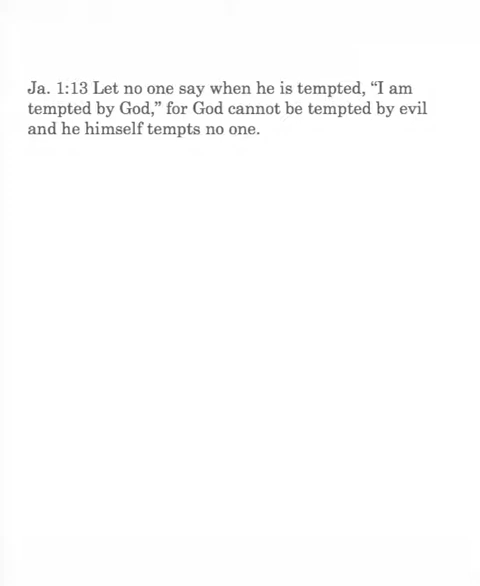 Ja. 1:13 Let no one say when he is tempted, “I am
tempted by God,” for God cannot be tempted by evil
and he himself tempts no one.